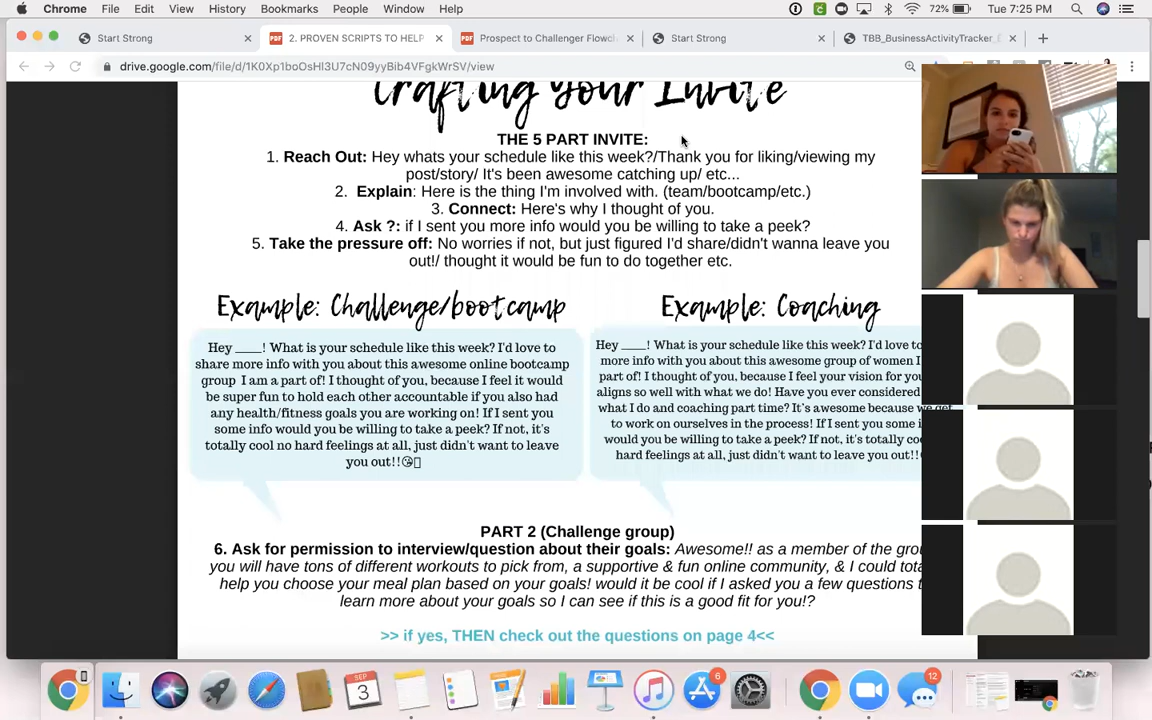 Chrome File Edit View History Bookmarks People Window Help 72% Tue 7:25 PM
Start Strong 2. PROVEN SCRIPTS TO HELP Prospect to Challenger Flowch Start Strong TBB_BusinessActivityTracker_
drive.google.com/file/d/1K0Xp1boOsHl3U7cN09yyBib4VFgkWrSV/view
Crafting Your Invite
THE 5 PART INVITE:
1. Reach Out: Hey whats your schedule like this week?/Thank you for liking/viewing my
post/story/ It's been awesome catching up/ etc...
2. Explain: Here is the thing I'm involved with. (team/bootcamp/etc.)
3. Connect: Here's why I thought of you.
4. Ask ?: if I sent you more info would you be willing to take a peek?
5. Take the pressure off: No worries if not, but just figured I'd share/didn't wanna leave you
out!/ thought it would be fun to do together etc.
Example: Challenge/bootcamp
Hey ____! What is your schedule like this week? I'd love to
share more info with you about this awesome online bootcamp
group I am a part of! I thought of you, because I feel it would
be super fun to hold each other accountable if you also had
any health/fitness goals you are working on! If I sent you
some info would you be willing to take a peek? If not, it's
totally cool no hard feelings at all, just didn't want to leave
you out!!😘
Example: Coaching
Hey ____! What is your schedule like this week? I'd love to
more info with you about this awesome group of women I
part of! I thought of you, because I feel your vision for you
aligns so well with what we do! Have you ever considered
what I do and coaching part time? It's awesome because we get
to work on ourselves in the process! If I sent you some i
would you be willing to take a peek? If not, it's totally coo
hard feelings at all, just didn't want to leave you out!!
PART 2 (Challenge group)
6. Ask for permission to interview/question about their goals: Awesome!! as a member of the grou
you will have tons of different workouts to pick from, a supportive & fun online community, & I could tota
help you choose your meal plan based on your goals! would it be cool if I asked you a few questions t
learn more about your goals so I can see if this is a good fit for you!?
>> if yes, THEN check out the questions on page 4<<
SEP
3
6
12